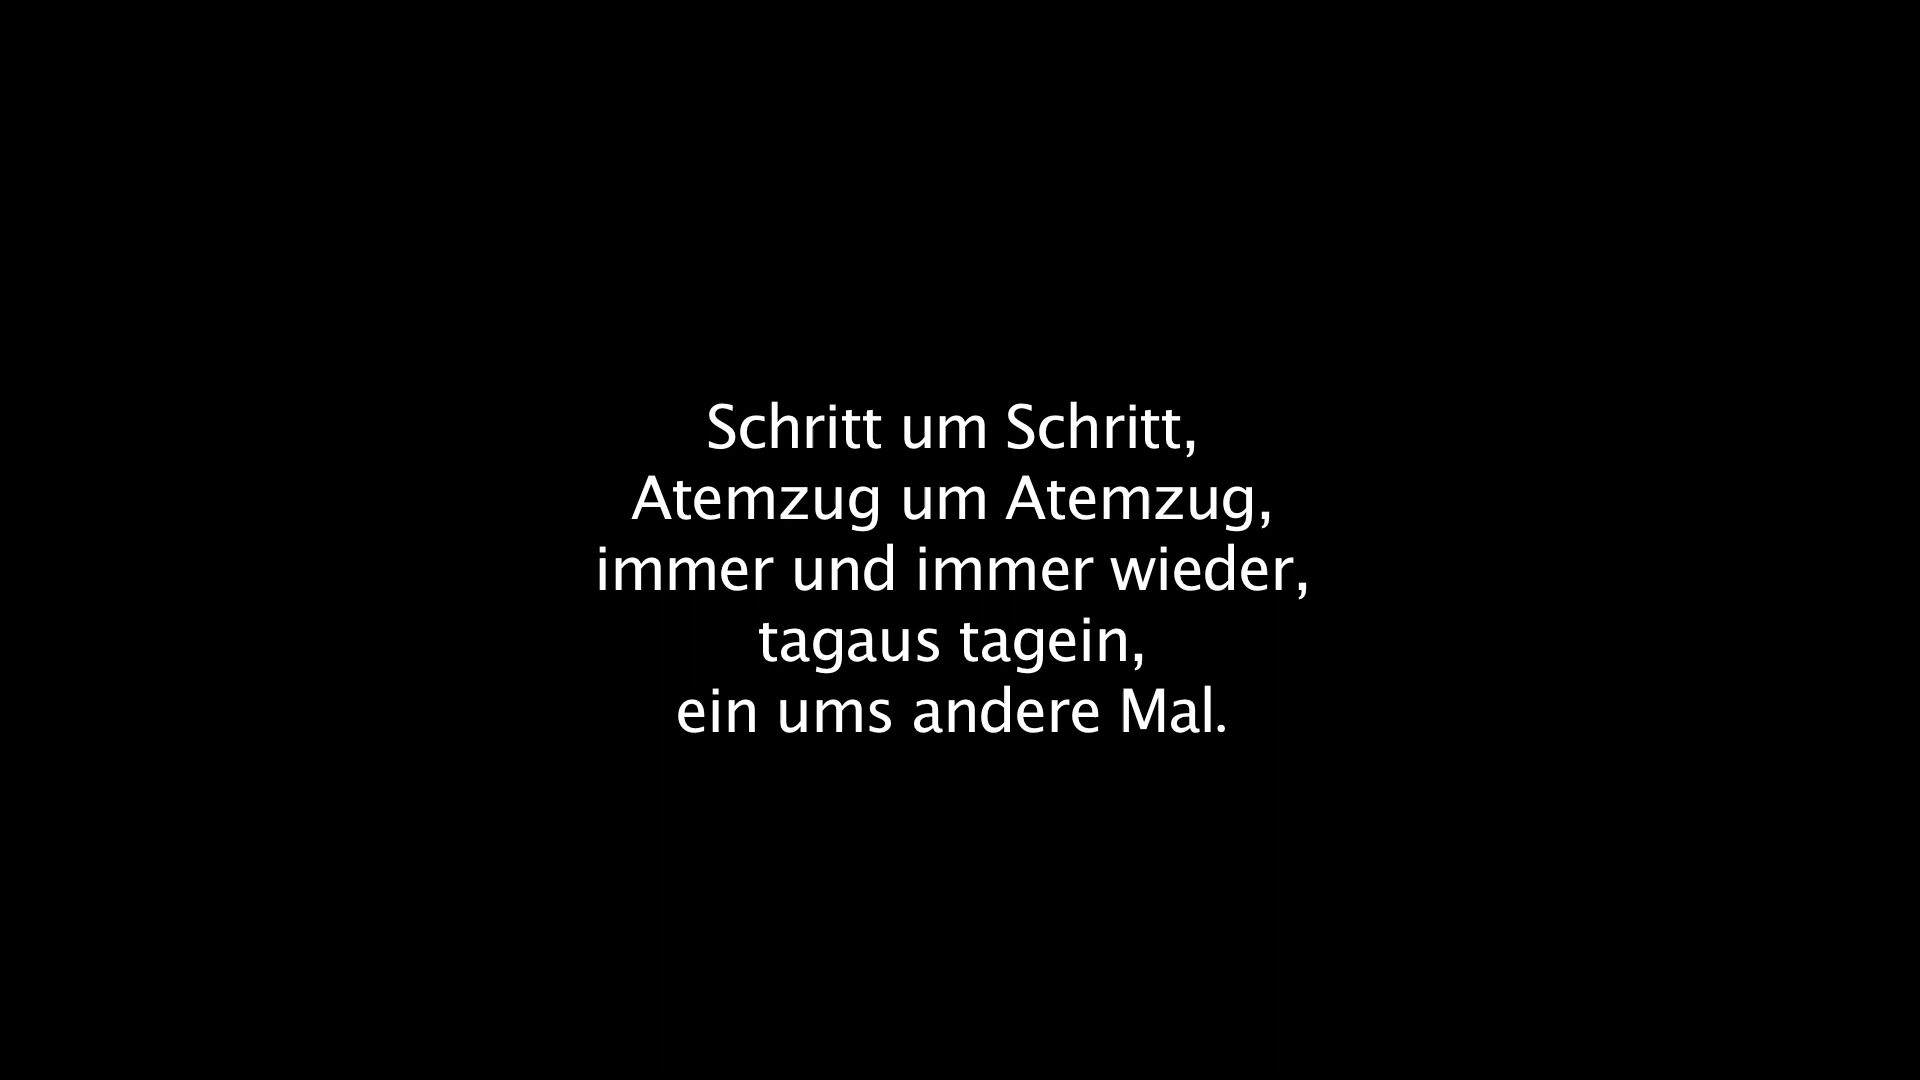 Schritt um Schritt,
Atemzug um Atemzug,
immer und immer wieder,
tagaus tagein,
ein ums andere Mal.